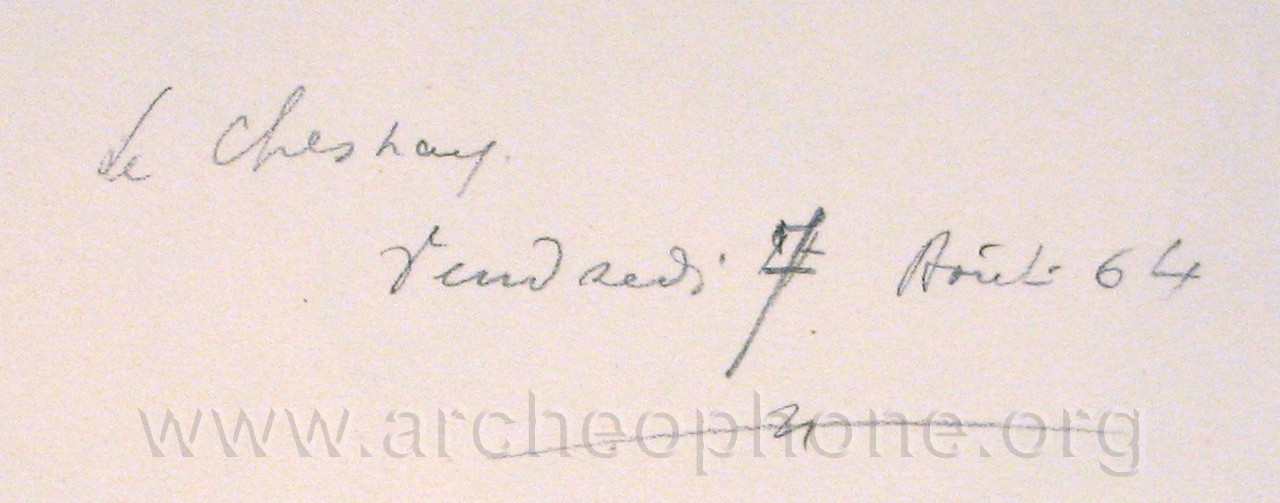 Le Chesnay.
Vendredi 7 Août 64
www.archeophone.org